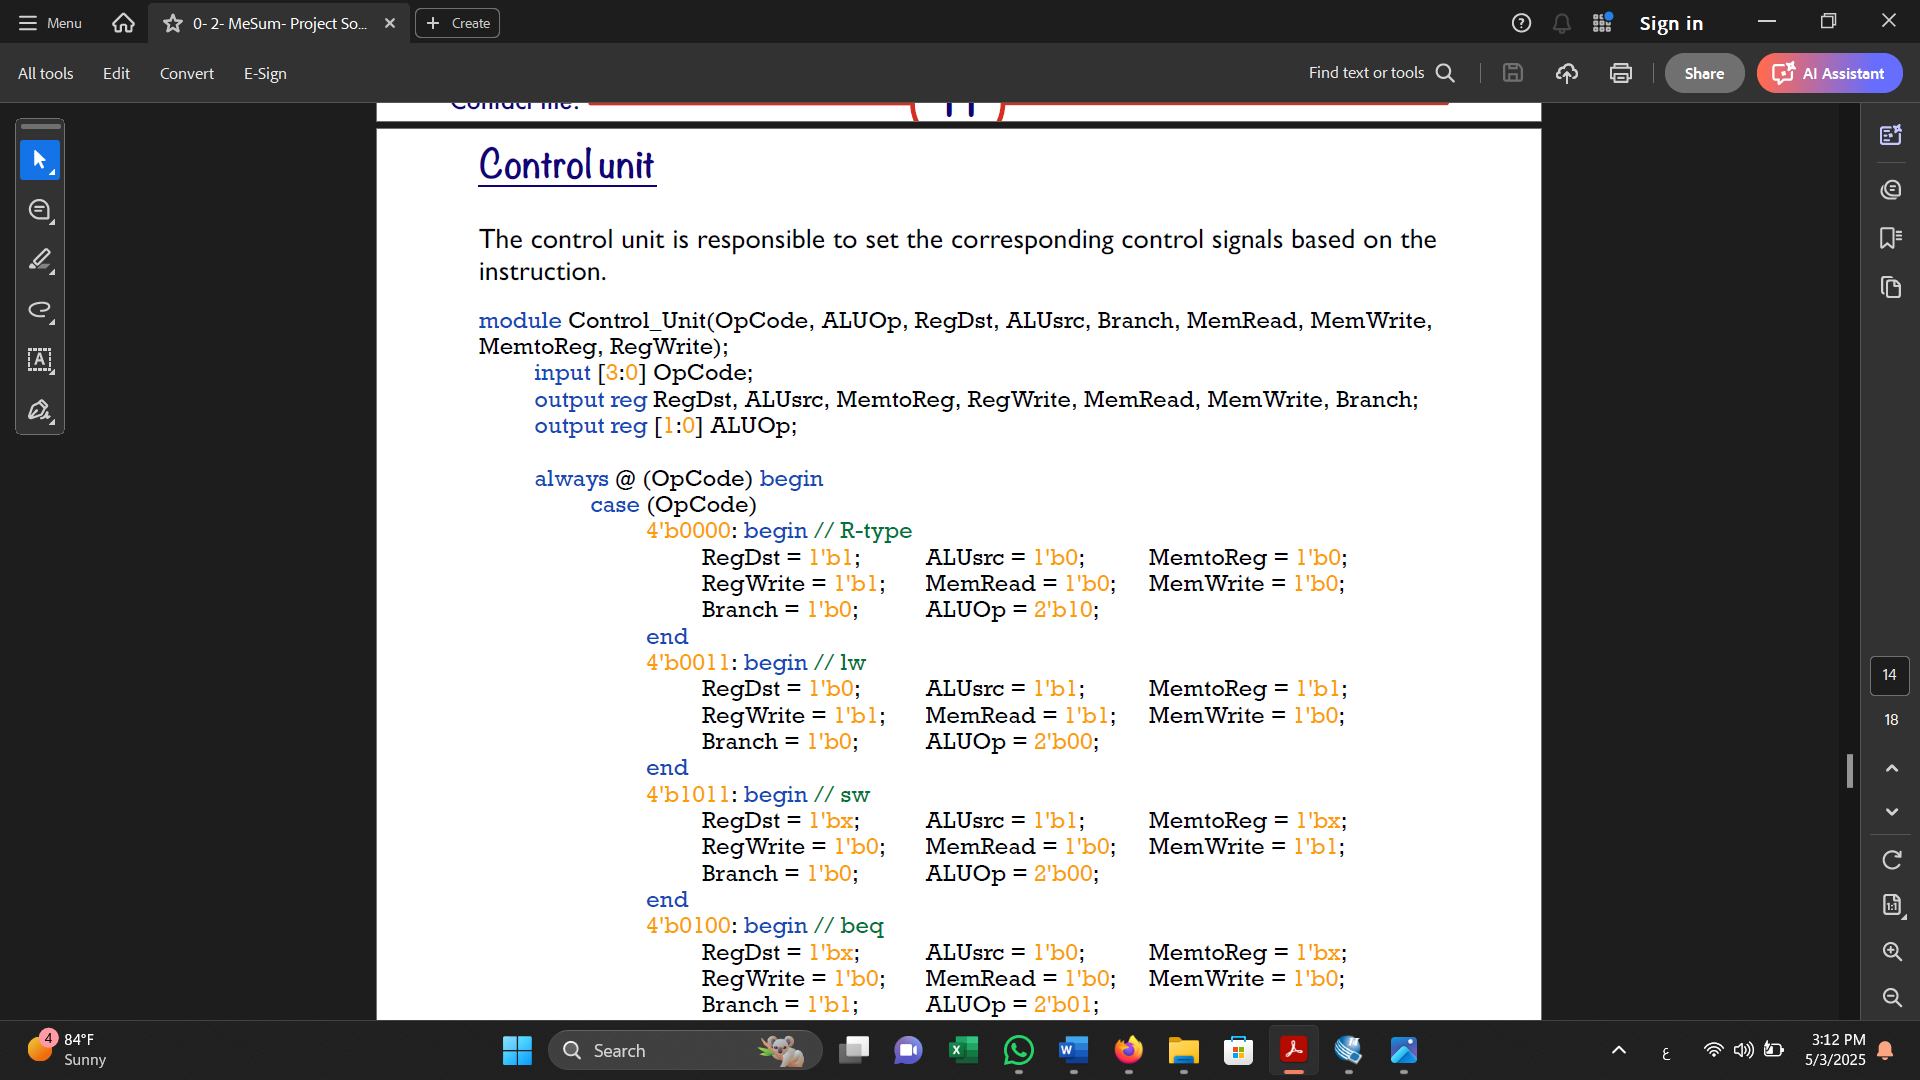 Menu
0- 2- MeSum- Project So...
Create
Sign in
All tools
Edit
Convert
E-Sign
Find text or tools
Share
AI Assistant
Control unit
The control unit is responsible to set the corresponding control signals based on the
instruction.
module Control_Unit(OpCode, ALUOp, RegDst, ALUsrc, Branch, MemRead, MemWrite,
MemtoReg, RegWrite);
input [3:0] OpCode;
output reg RegDst, ALUsrc, MemtoReg, RegWrite, MemRead, MemWrite, Branch;
output reg [1:0] ALUOp;
always @ (OpCode) begin
case (OpCode)
4'b0000: begin // R-type
RegDst = 1'b1; ALUsrc = 1'b0; MemtoReg = 1'b0;
RegWrite = 1'b1; MemRead = 1'b0; MemWrite = 1'b0;
Branch = 1'b0; ALUOp = 2'b10;
end
4'b0011: begin // lw
RegDst = 1'b0; ALUsrc = 1'b1; MemtoReg = 1'b1;
RegWrite = 1'b1; MemRead = 1'b1; MemWrite = 1'b0;
Branch = 1'b0; ALUOp = 2'b00;
end
4'b1011: begin // sw
RegDst = 1'bx; ALUsrc = 1'b1; MemtoReg = 1'bx;
RegWrite = 1'b0; MemRead = 1'b0; MemWrite = 1'b1;
Branch = 1'b0; ALUOp = 2'b00;
end
4'b0100: begin // beq
RegDst = 1'bx; ALUsrc = 1'b0; MemtoReg = 1'bx;
RegWrite = 1'b0; MemRead = 1'b0; MemWrite = 1'b0;
Branch = 1'b1; ALUOp = 2'b01;
14
18
4
84°F
Sunny
Search
ع
3:12 PM
5/3/2025